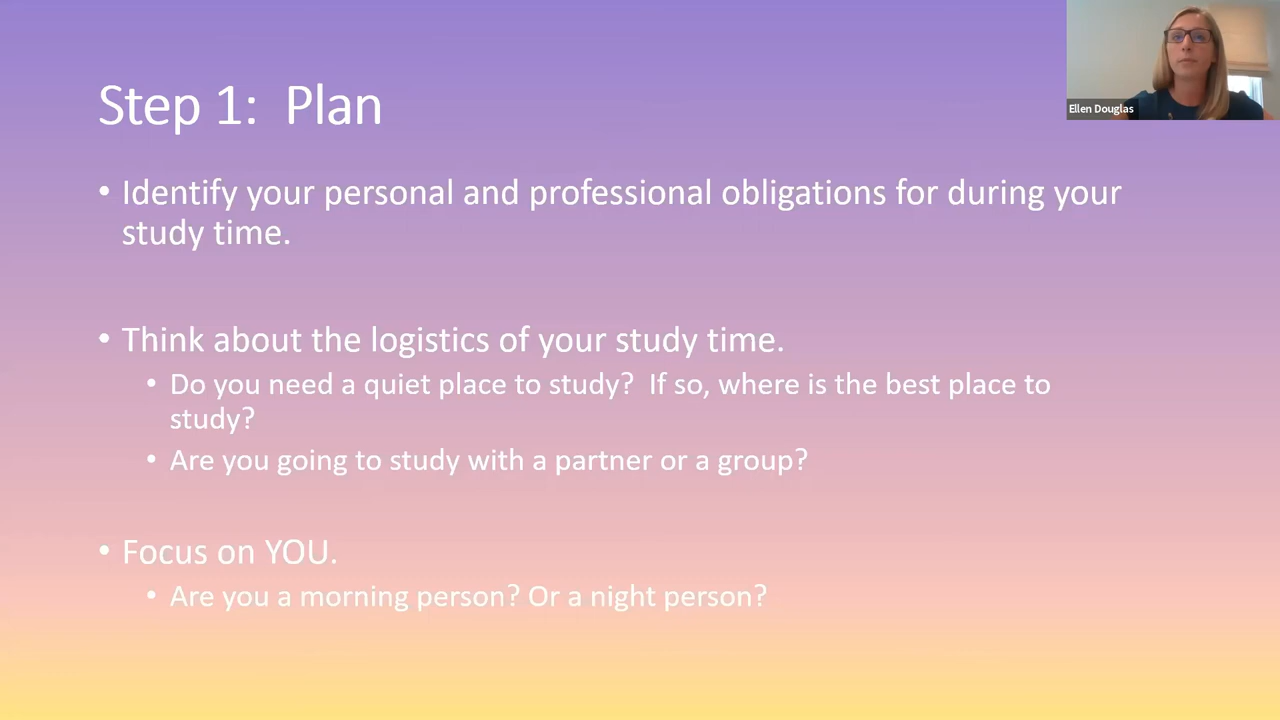 Step 1:  Plan
Ellen Douglas
• Identify your personal and professional obligations for during your
study time.
• Think about the logistics of your study time.
• Do you need a quiet place to study?  If so, where is the best place to
study?
• Are you going to study with a partner or a group?
• Focus on YOU.
• Are you a morning person? Or a night person?